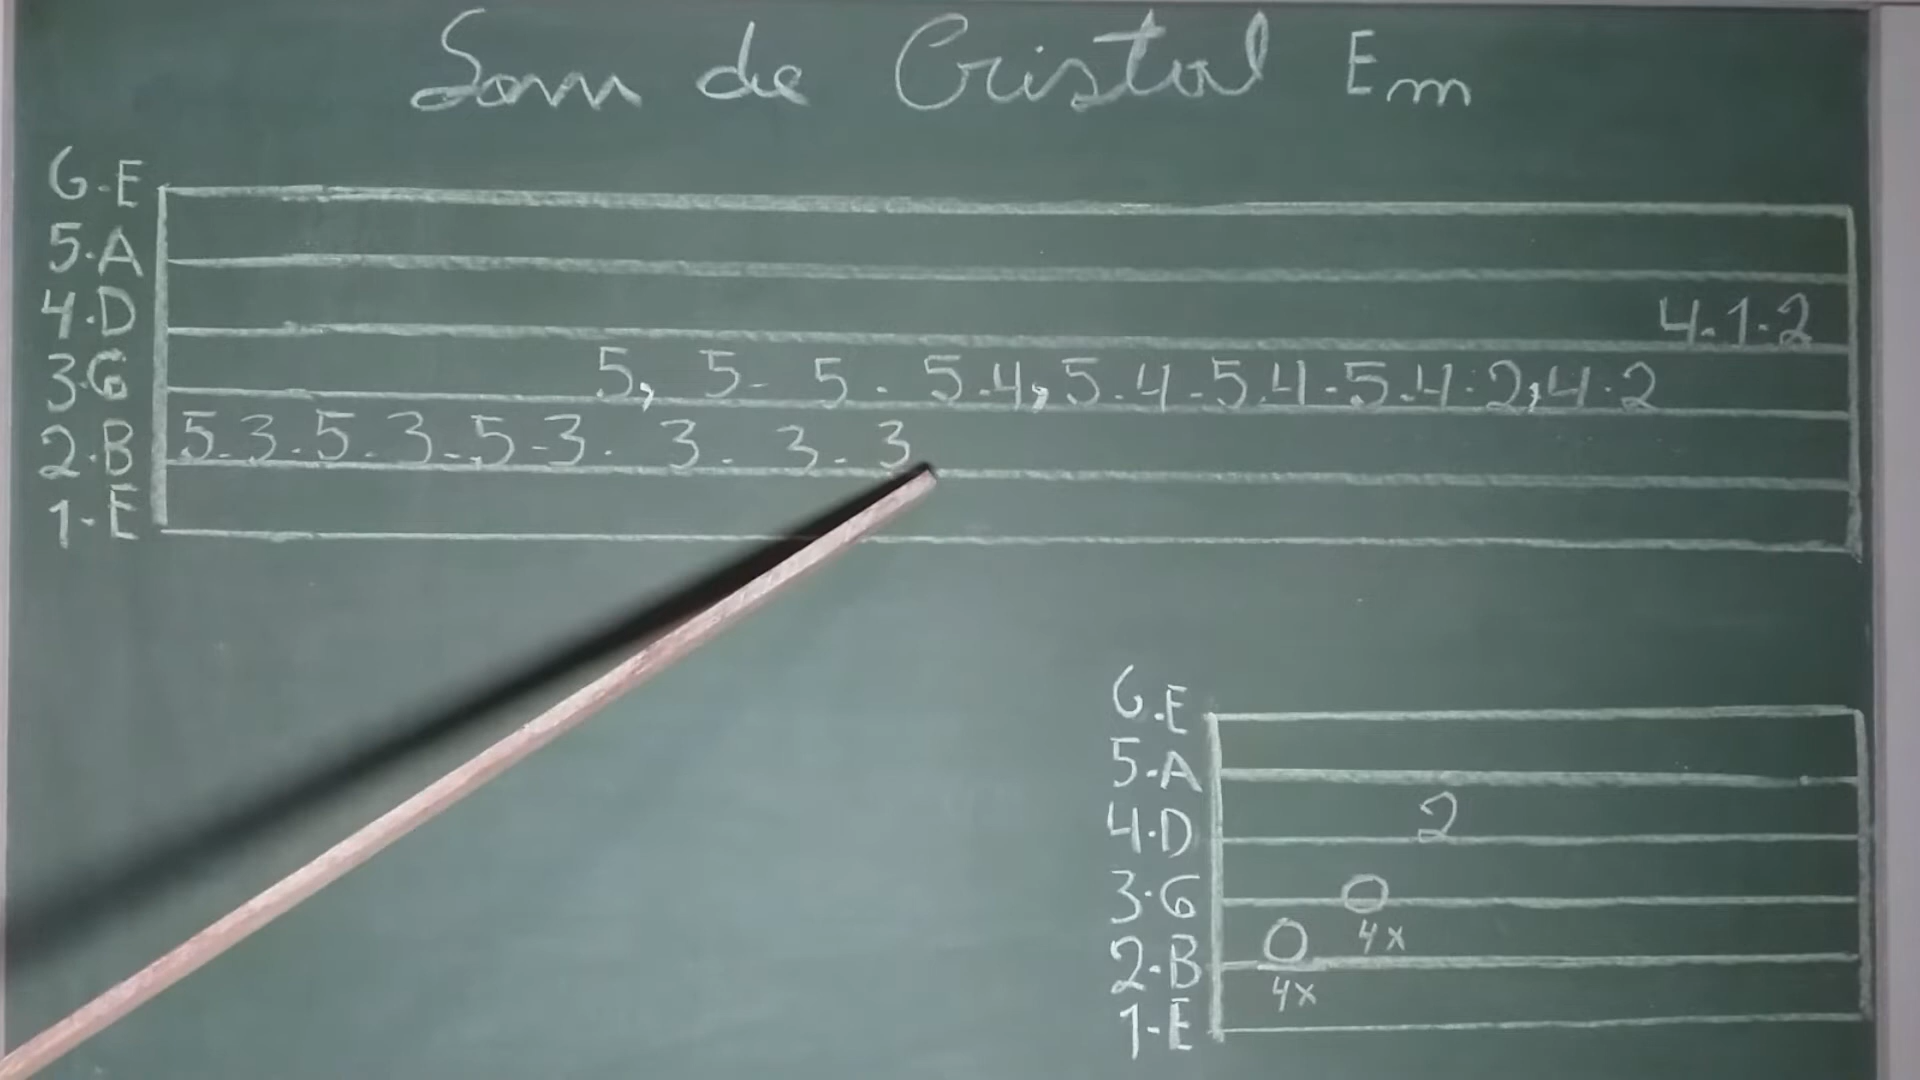 Som de Cristal Em
6-E
5-A
4-D 4-1-2
3-G 5, 5- 5 - 5-4,5-4-5 4-5-4-2,4-2
2-B 5-3-5-3-5-3- 3- 3- 3
1-E
6-E
5-A
4-D 2
3-G 0
4x
2-B 0
4x
1-E